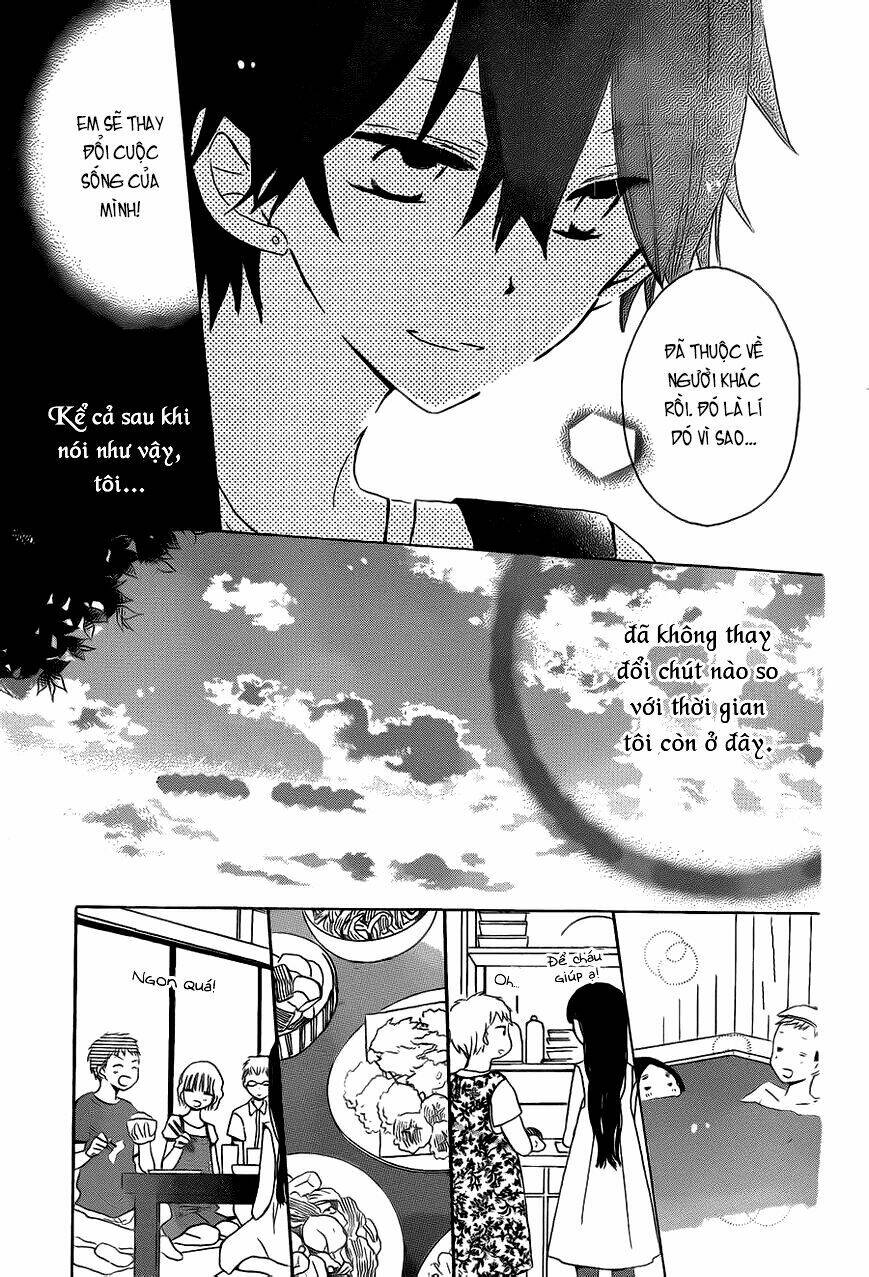 EM SẼ THAY
ĐỔI CUỘC
SỐNG CỦA
MÌNH!
ĐÃ THUỘC VỀ
NGƯỜI KHÁC
RỒI. ĐÓ LÀ LÍ
DÓ VÌ SAO...
Kể cả sau khi
nói như vậy,
tôi...
đã không thay
đổi chút nào so
với thời gian
tôi còn ở đây.
Ngon quá!
Oh...
Để cháu
giúp ạ!